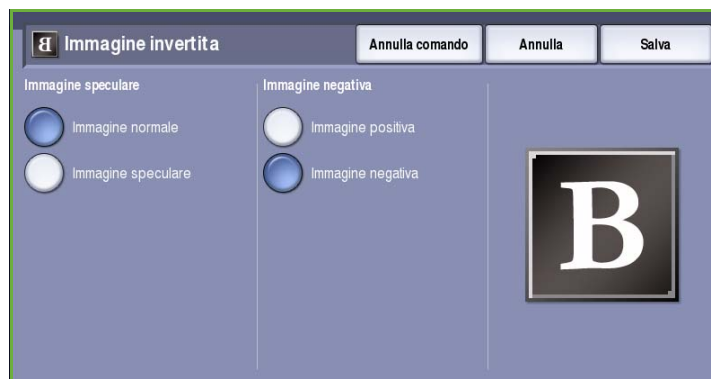 B Immagine invertita Annulla comando Annulla Salva
Immagine speculare Immagine negativa
Immagine normale Immagine positiva
Immagine speculare Immagine negativa
B